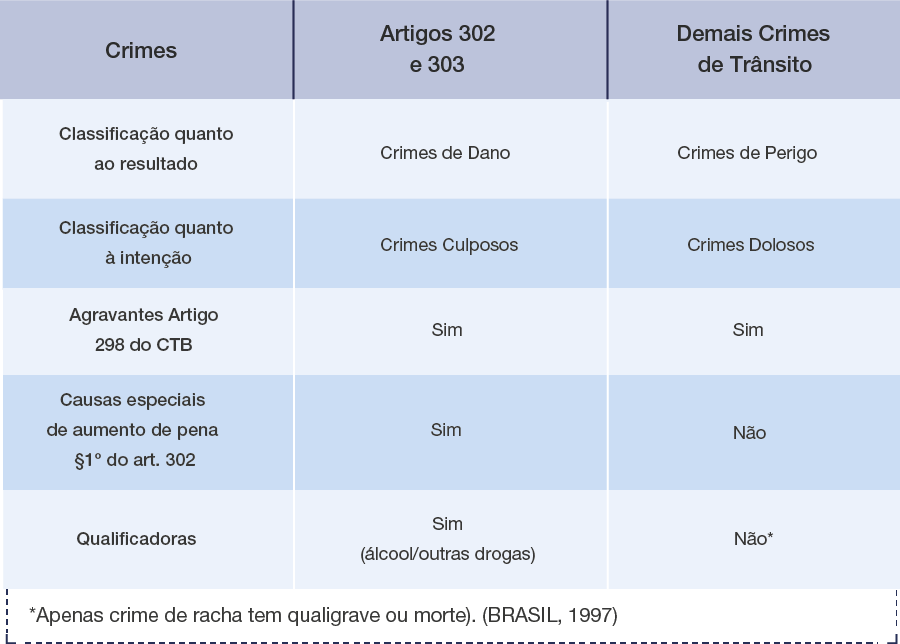 Crimes
Artigos 302
e 303
Demais Crimes
de Trânsito
Classificação quanto
ao resultado
Crimes de Dano
Crimes de Perigo
Classificação quanto
à intenção
Crimes Culposos
Crimes Dolosos
Agravantes Artigo
298 do CTB
Sim
Sim
Causas especiais
de aumento de pena
§1º do art. 302
Sim
Não
Qualificadoras
Sim
(álcool/outras drogas)
Não*
*Apenas crime de racha tem qualigrave ou morte). (BRASIL, 1997)